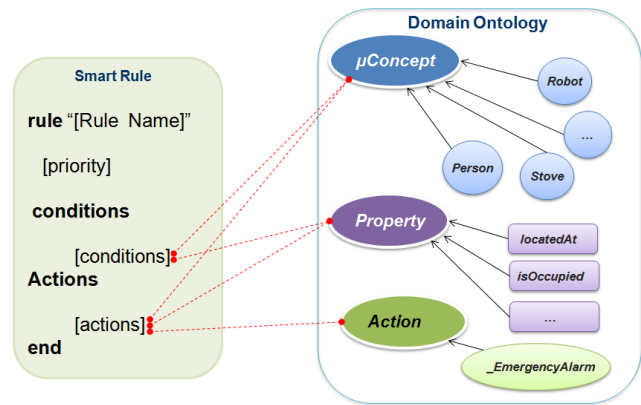 Smart Rule
rule “[Rule Name]”
[priority]
conditions
[conditions]
Actions
[actions]
end
Domain Ontology
μConcept
Robot
...
Stove
Person
Property
locatedAt
isOccupied
...
Action
_EmergencyAlarm